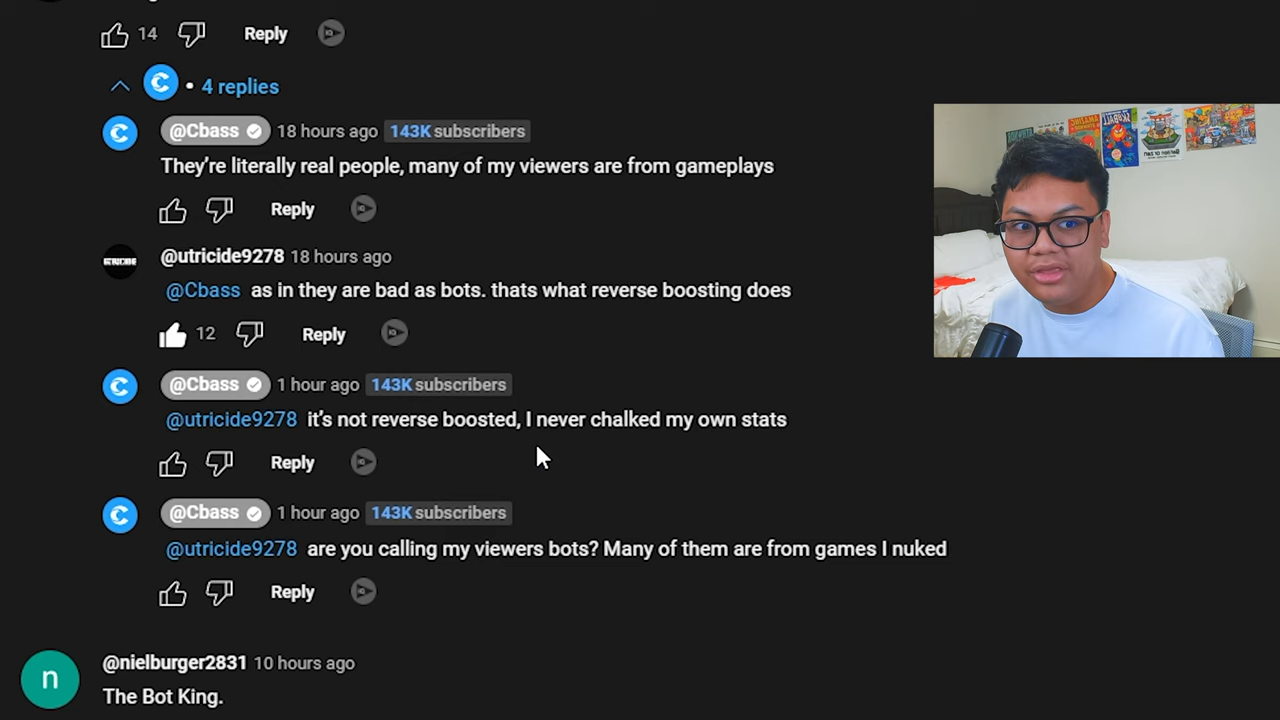 14 Reply
4 replies
@Cbass 18 hours ago 143K subscribers
They're literally real people, many of my viewers are from gameplays
Reply
@utricide9278 18 hours ago
@Cbass as in they are bad as bots. thats what reverse boosting does
12 Reply
@Cbass 1 hour ago 143K subscribers
@utricide9278 it's not reverse boosted, I never chalked my own stats
Reply
@Cbass 1 hour ago 143K subscribers
@utricide9278 are you calling my viewers bots? Many of them are from games I nuked
Reply
n
@nielburger2831 10 hours ago
The Bot King.